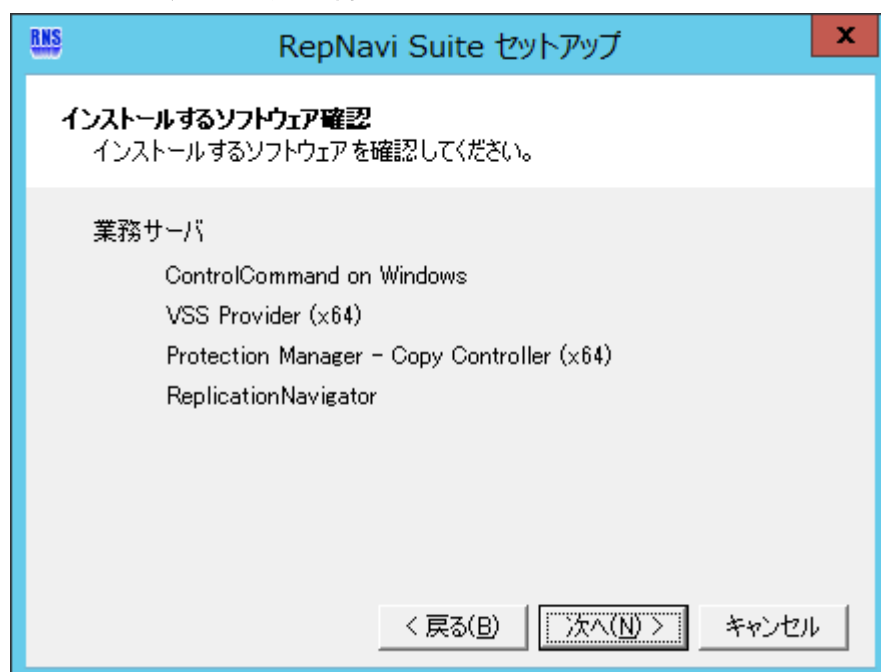 RNS
RepNavi Suite セットアップ
x
インストールするソフトウェア確認
インストールするソフトウェアを確認してください。
業務サーバ
ControlCommand on Windows
VSS Provider (x64)
Protection Manager - Copy Controller (x64)
ReplicationNavigator
< 戻る(B)
次へ(N) >
キャンセル